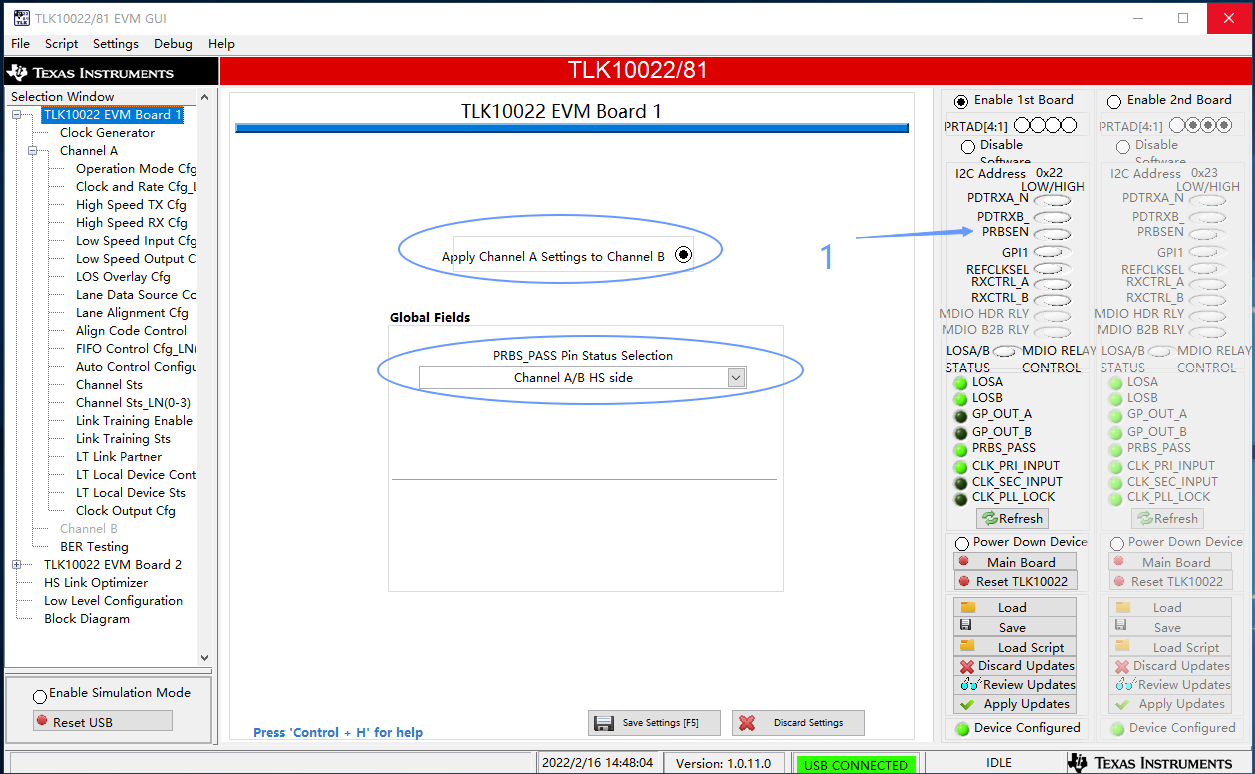 TLK10022/81 EVM GUI
File Script Settings Debug Help
TEXAS INSTRUMENTS
TLK10022/81
Selection Window
TLK10022 EVM Board 1
Clock Generator
Channel A
Operation Mode Cfg
Clock and Rate Cfg_L
High Speed TX Cfg
High Speed RX Cfg
Low Speed Input Cfg
Low Speed Output C
LOS Overlay Cfg
Lane Data Source Co
Lane Alignment Cfg
Align Code Control
FIFO Control Cfg_LN(
Auto Control Configu
Channel Sts
Channel Sts_LN(0-3)
Link Training Enable
Link Training Sts
LT Link Partner
LT Local Device Cont
LT Local Device Sts
Clock Output Cfg
Channel B
BER Testing
TLK10022 EVM Board 2
HS Link Optimizer
Low Level Configuration
Block Diagram
Enable Simulation Mode
Reset USB
TLK10022 EVM Board 1
Apply Channel A Settings to Channel B
1
Global Fields
PRBS_PASS Pin Status Selection
Channel A/B HS side
Press 'Control + H' for help
Save Settings [F5]
Discard Settings
Enable 1st Board
PRTAD[4:1]
Disable
Software
I2C Address 0x22
LOW/HIGH
PDTRXA_N
PDTRXB_
PRBSEN
GPI1
REFCLKSEL
RXCTRL_A
RXCTRL_B
MDIO HDR RLY
MDIO B2B RLY
LOSA/B MDIO RELAY
STATUS CONTROL
LOSA
LOSB
GP_OUT_A
GP_OUT_B
PRBS_PASS
CLK_PRI_INPUT
CLK_SEC_INPUT
CLK_PLL_LOCK
Refresh
Power Down Device
Main Board
Reset TLK10022
Load
Save
Load Script
Discard Updates
Review Updates
Apply Updates
Device Configured
Enable 2nd Board
PRTAD[4:1]
Disable
Software
I2C Address 0x23
LOW/HIGH
PDTRXA_N
PDTRXB_
PRBSEN
GPI1
REFCLKSEL
RXCTRL_A
RXCTRL_B
MDIO HDR RLY
MDIO B2B RLY
LOSA/B MDIO RELAY
STATUS CONTROL
LOSA
LOSB
GP_OUT_A
GP_OUT_B
PRBS_PASS
CLK_PRI_INPUT
CLK_SEC_INPUT
CLK_PLL_LOCK
Refresh
Power Down Device
Main Board
Reset TLK10022
Load
Save
Load Script
Discard Updates
Review Updates
Apply Updates
Device Configured
2022/2/16 14:48:04 Version: 1.0.11.0 USB CONNECTED IDLE TEXAS INSTRUMENTS